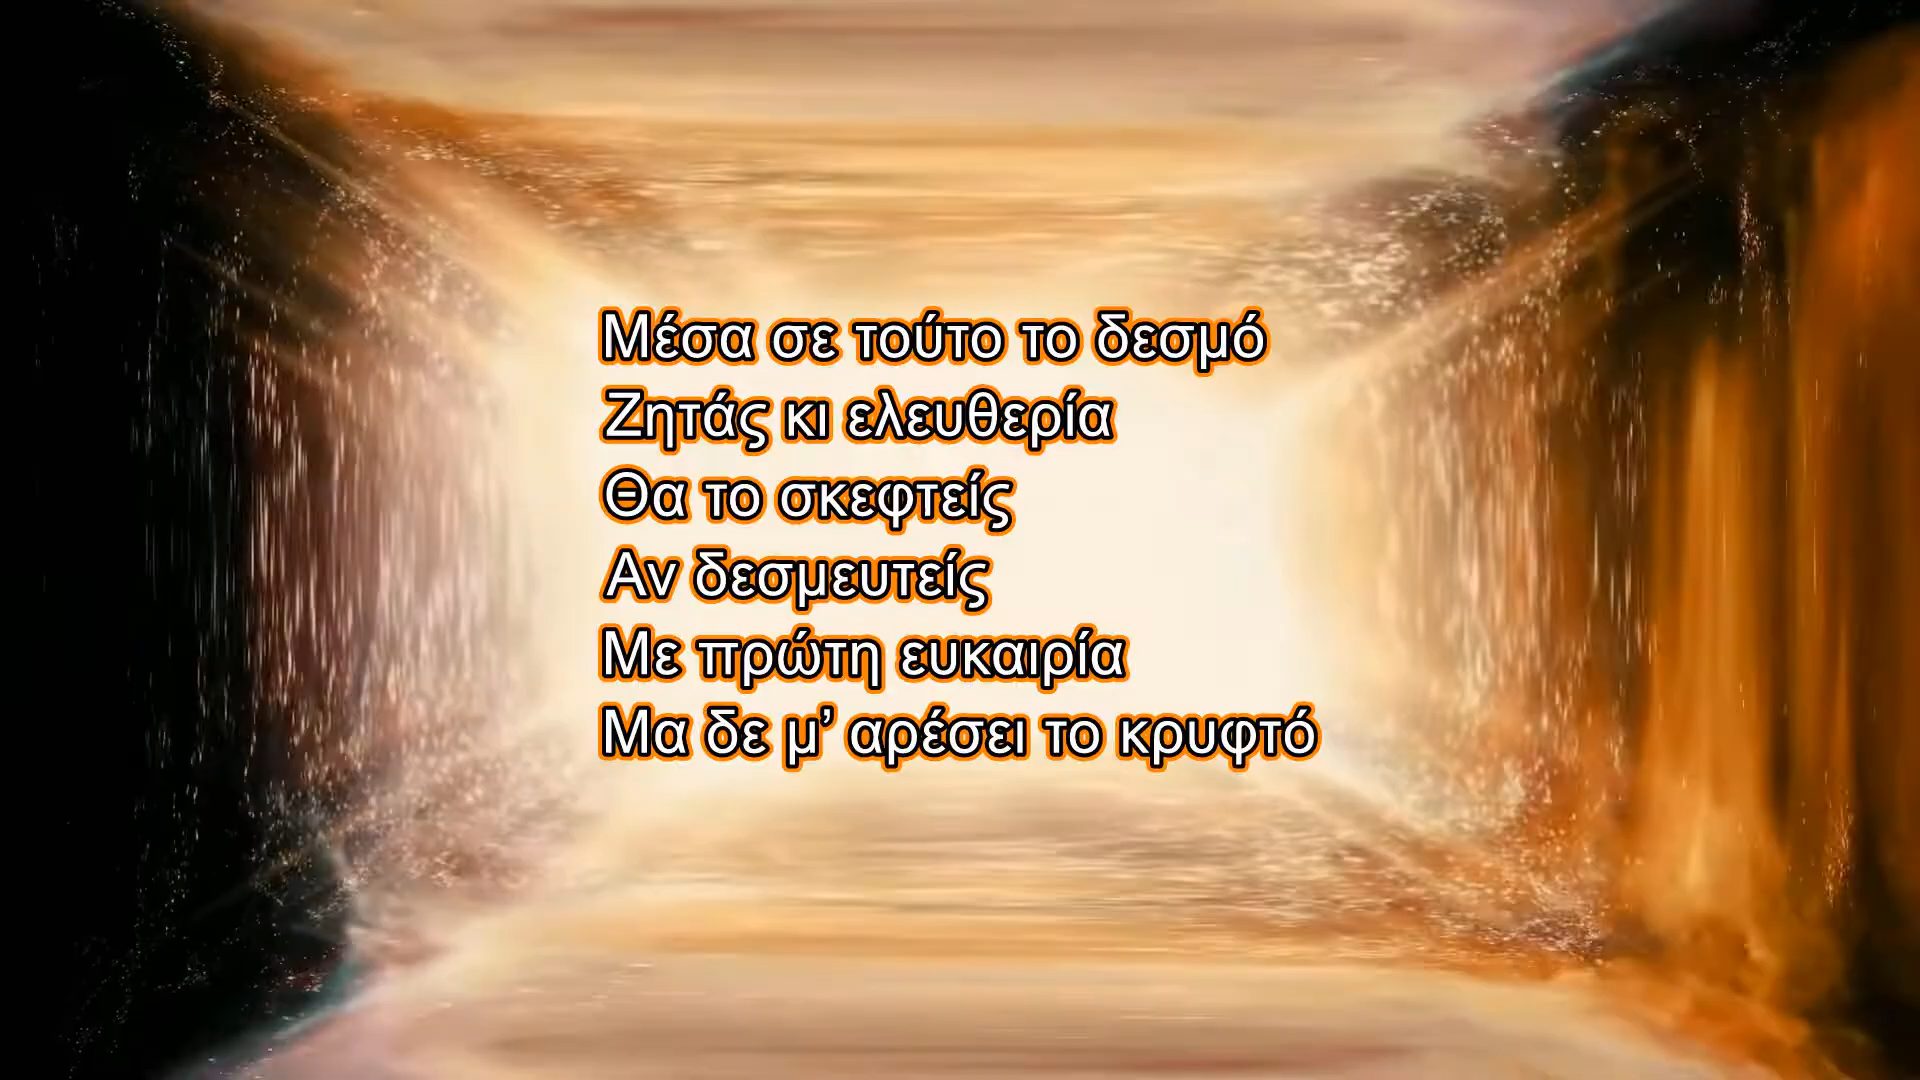 Μέσα σε τούτο το δεσμό
Ζητάς κι ελευθερία
Θα το σκεφτείς
Αν δεσμευτείς
Με πρώτη ευκαιρία
Μα δε μ’ αρέσει το κρυφτό